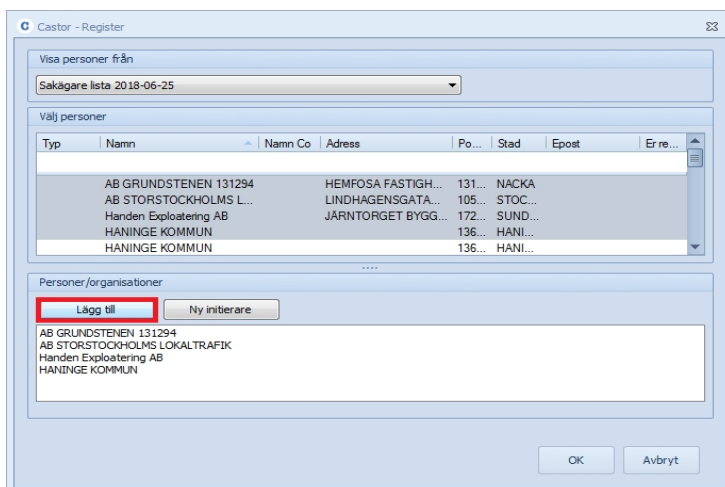 C Castor - Register
Visa personer från
Sakägare lista 2018-06-25
Välj personer
Typ Namn Namn Co Adress Po... Stad Epost Er re...
AB GRUNDSTENEN 131294 HEMFOSA FASTIGH... 131... NACKA
AB STORSTOCKHOLMS L... LINDHAGENSGATA... 105... STOC...
Handen Exploatering AB JÄRNTORGET BYGG... 172... SUND...
HANINGE KOMMUN 136... HANI...
HANINGE KOMMUN 136... HANI...
Personer/organisationer
Lägg till Ny initierare
AB GRUNDSTENEN 131294
AB STORSTOCKHOLMS LOKALTRAFIK
Handen Exploatering AB
HANINGE KOMMUN
OK Avbryt